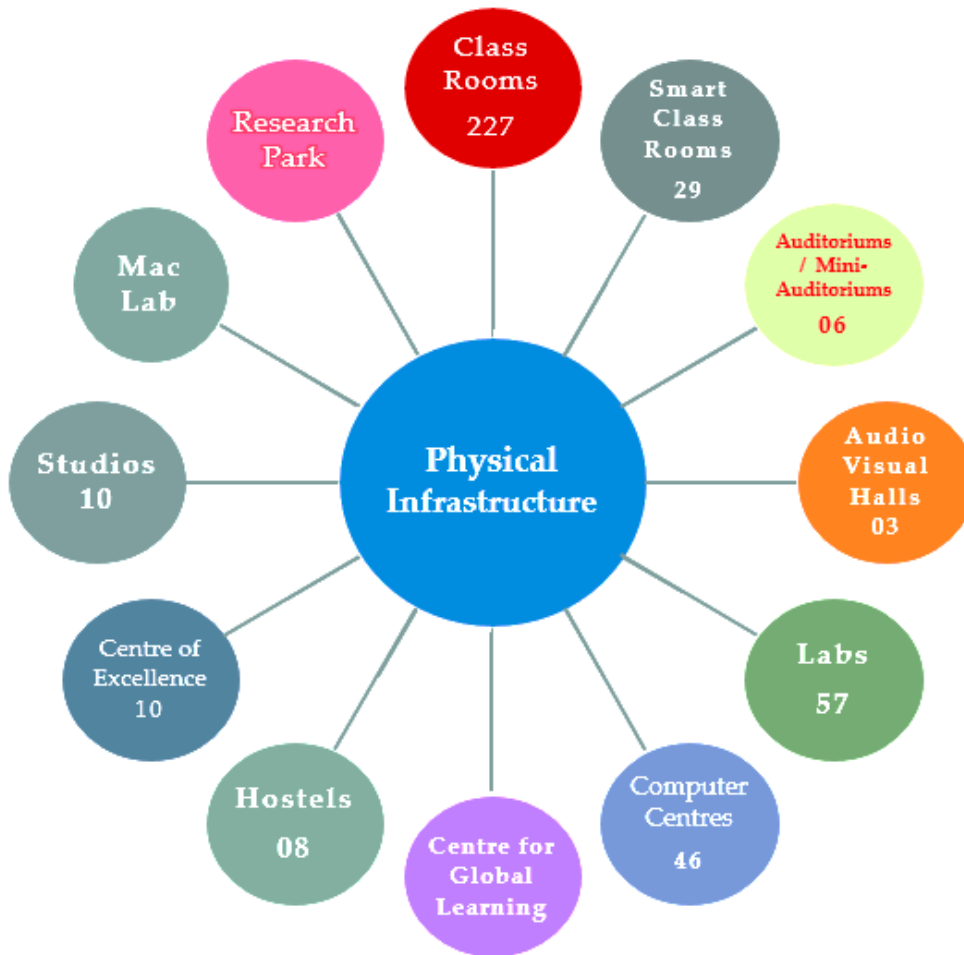 Physical
Infrastructure
Class
Rooms
227
Smart
Class
Rooms
29
Auditoriums
/ Mini-
Auditoriums
06
Audio
Visual
Halls
03
Labs
57
Computer
Centres
46
Centre for
Global
Learning
Hostels
08
Centre of
Excellence
10
Studios
10
Mac
Lab
Research
Park